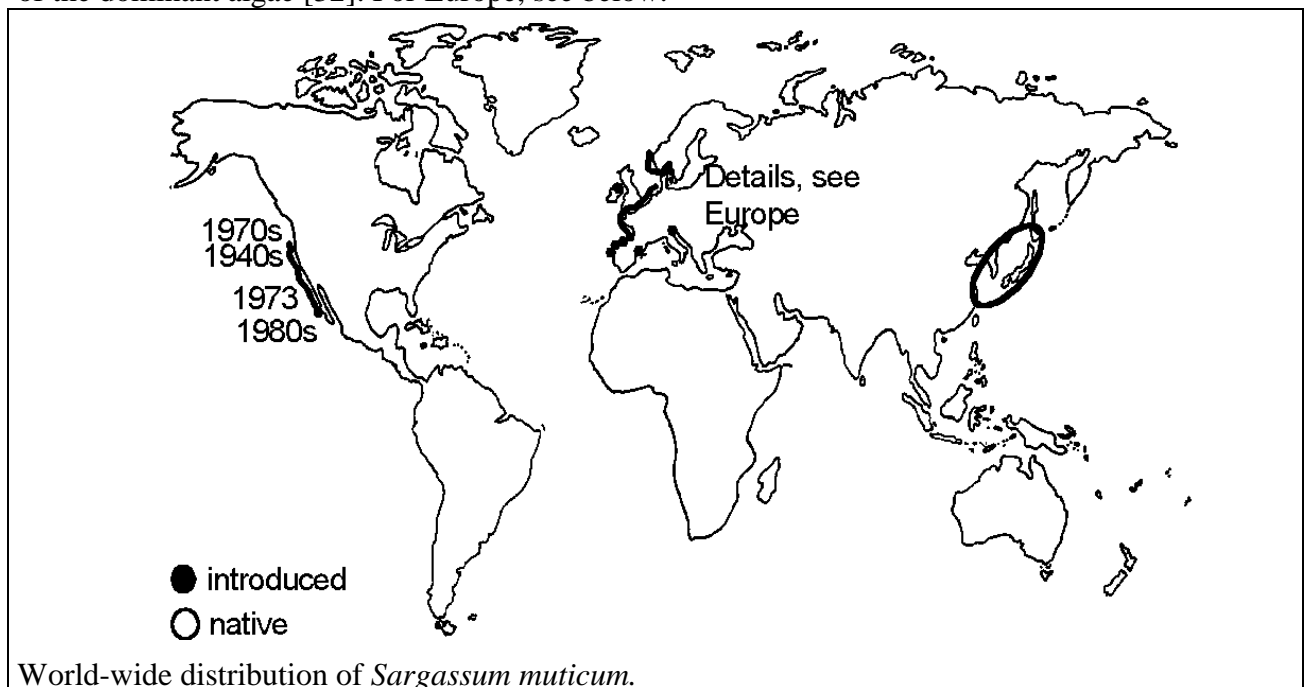 of the dominant algae [52]. For Europe, see below.
Details, see
Europe
1970s
1940s
1973
1980s
introduced
native
World-wide distribution of Sargassum muticum.